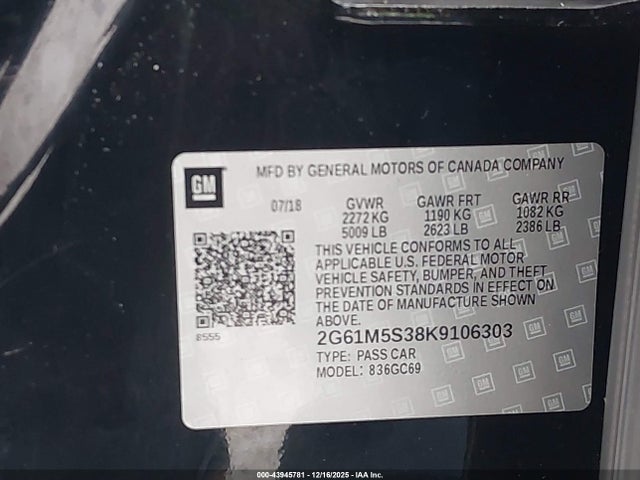 GM
MFD BY GENERAL MOTORS OF CANADA COMPANY
07/18 GVWR GAWR FRT GAWR RR
2272 KG 1190 KG 1082 KG
5009 LB 2623 LB 2386 LB
THIS VEHICLE CONFORMS TO ALL
APPLICABLE U.S. FEDERAL MOTOR
VEHICLE SAFETY, BUMPER, AND THEFT
PREVENTION STANDARDS IN EFFECT ON
THE DATE OF MANUFACTURE SHOWN
ABOVE.
8555
2G61M5S38K9106303
TYPE: PASS CAR
MODEL: 836GC69
000-43945781 - 12/16/2025 - IAA Inc.